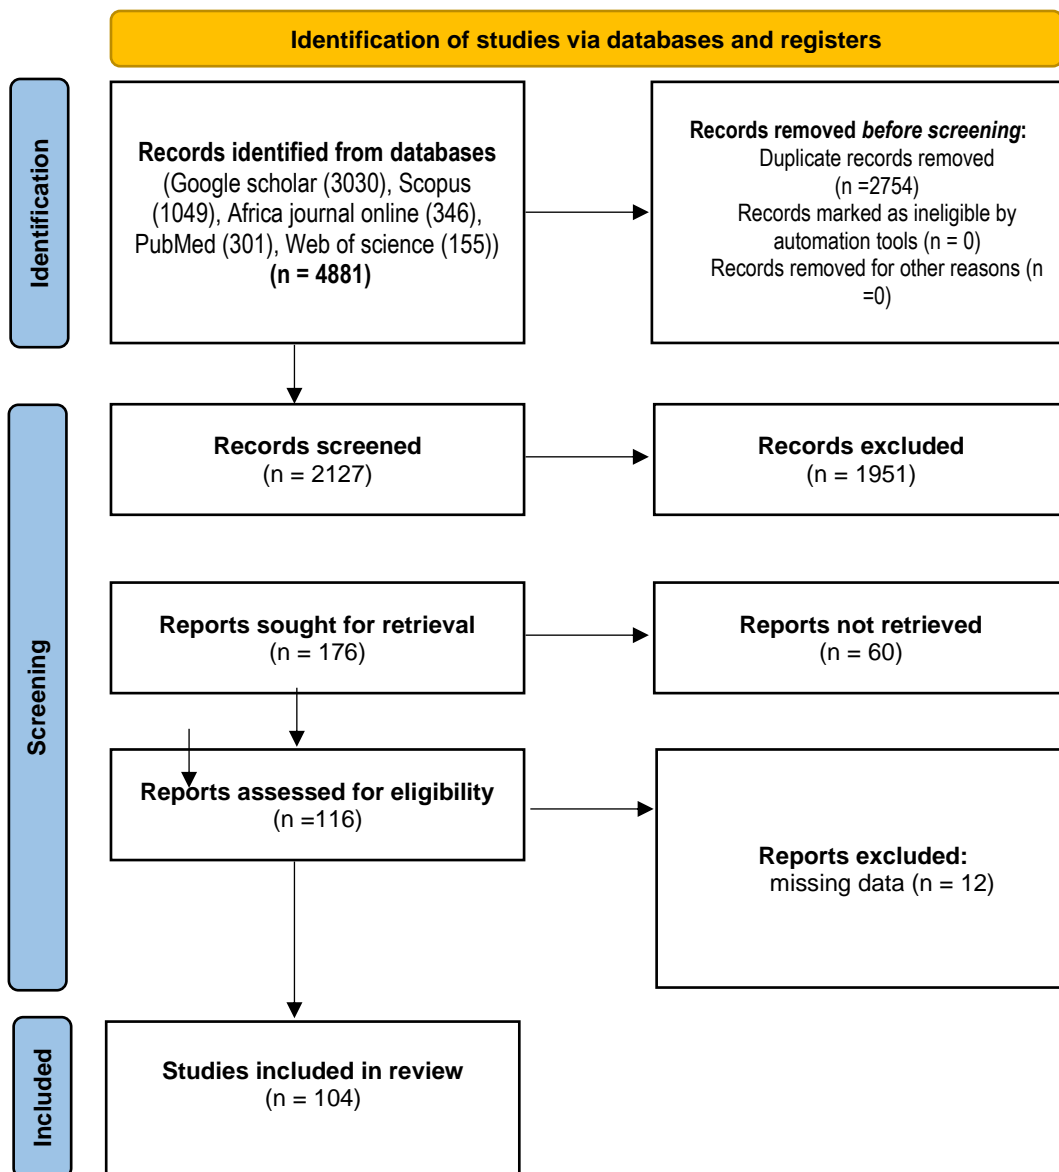 Identification of studies via databases and registers
Identification
Records identified from databases
(Google scholar (3030), Scopus
(1049), Africa journal online (346),
PubMed (301), Web of science (155))
(n = 4881)
Records removed before screening:
Duplicate records removed
(n =2754)
Records marked as ineligible by
automation tools (n = 0)
Records removed for other reasons (n
=0)
Screening
Records screened
(n = 2127)
Records excluded
(n = 1951)
Reports sought for retrieval
(n = 176)
Reports not retrieved
(n = 60)
Reports assessed for eligibility
(n =116)
Reports excluded:
missing data (n = 12)
Included
Studies included in review
(n = 104)